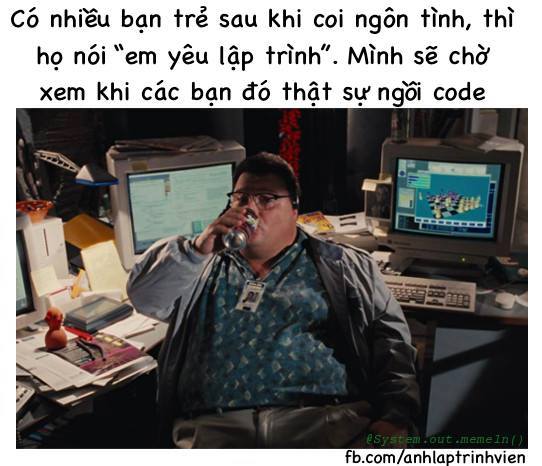 Có nhiều bạn trẻ sau khi coi ngôn tình, thì
họ nói “em yêu lập trình”. Mình sẽ chờ
xem khi các bạn đó thật sự ngồi code
@System.out.memeln()
fb.com/anhlaptrinhvien